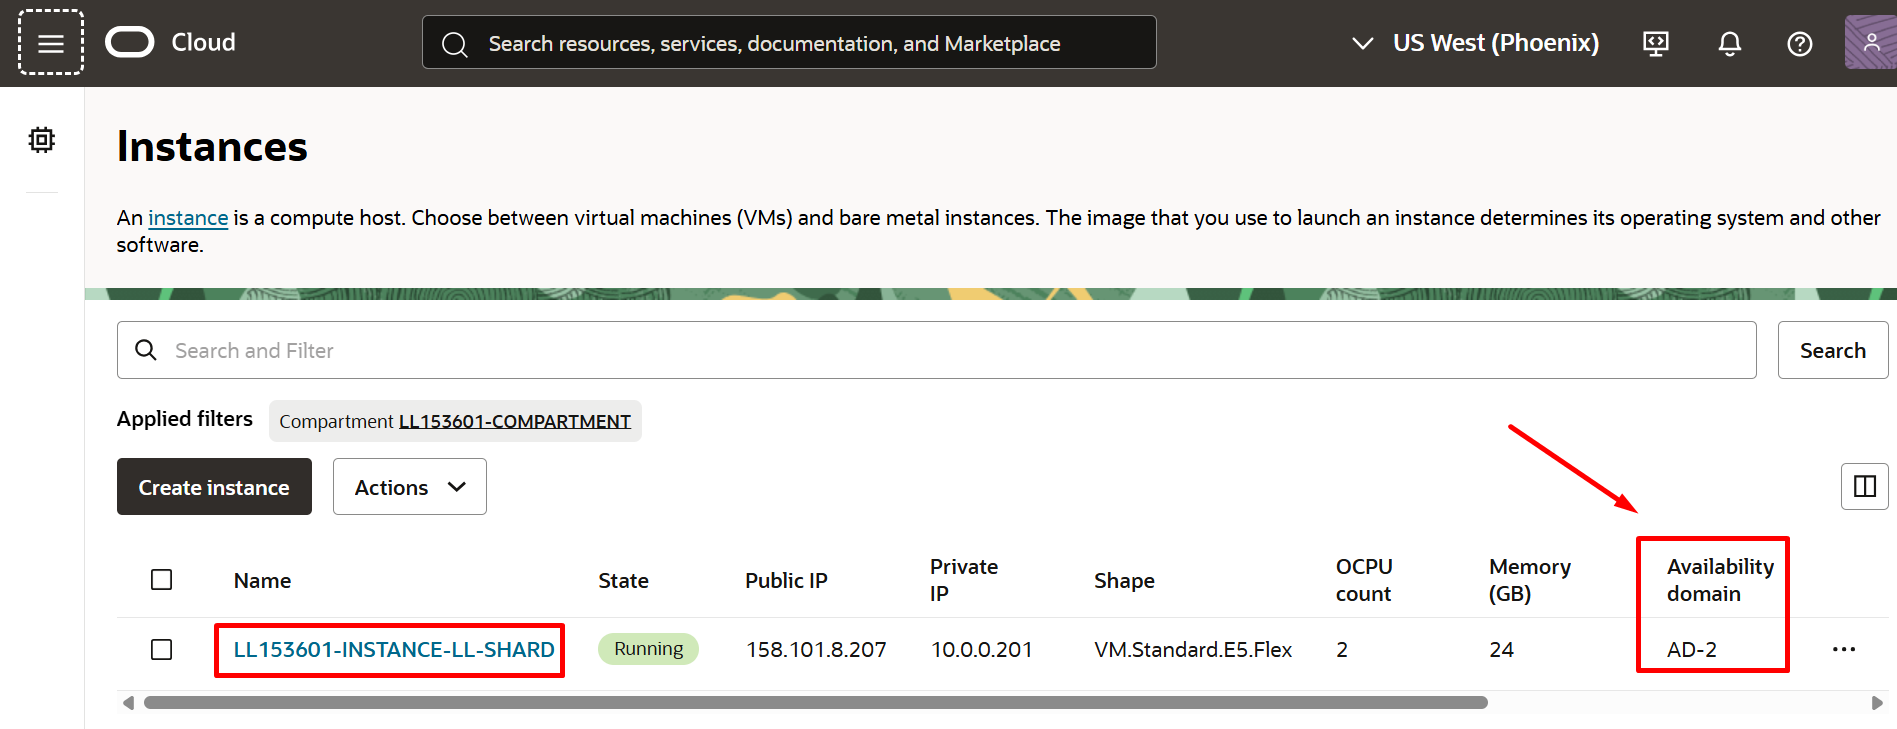 Cloud
Search resources, services, documentation, and Marketplace
US West (Phoenix)
Instances
An instance is a compute host. Choose between virtual machines (VMs) and bare metal instances. The image that you use to launch an instance determines its operating system and other
software.
Search and Filter
Search
Applied filters
Compartment LL153601-COMPARTMENT
Create instance
Actions
Name State Public IP Private IP Shape OCPU count Memory (GB) Availability domain
LL153601-INSTANCE-LL-SHARD Running 158.101.8.207 10.0.0.201 VM.Standard.E5.Flex 2 24 AD-2